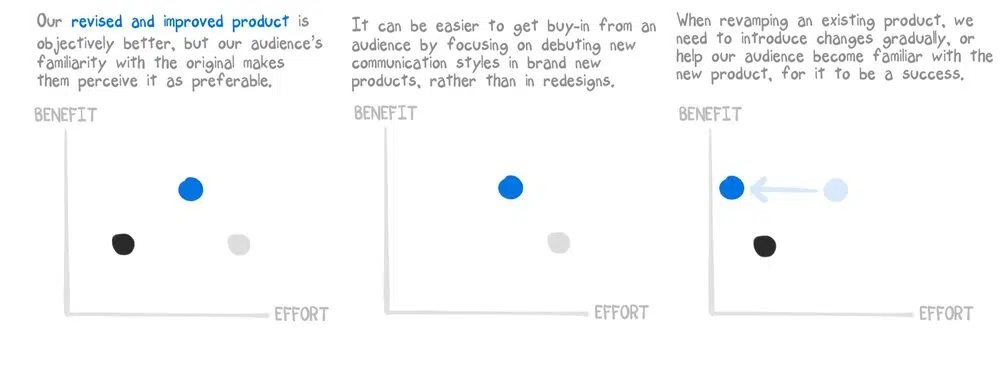 Our revised and improved product is
objectively better, but our audience's
familiarity with the original makes
them perceive it as preferable.
BENEFIT
EFFORT
It can be easier to get buy-in from an
audience by focusing on debuting new
communication styles in brand new
products, rather than in redesigns.
BENEFIT
EFFORT
When revamping an existing product, we
need to introduce changes gradually, or
help our audience become familiar with the
new product, for it to be a success.
BENEFIT
EFFORT